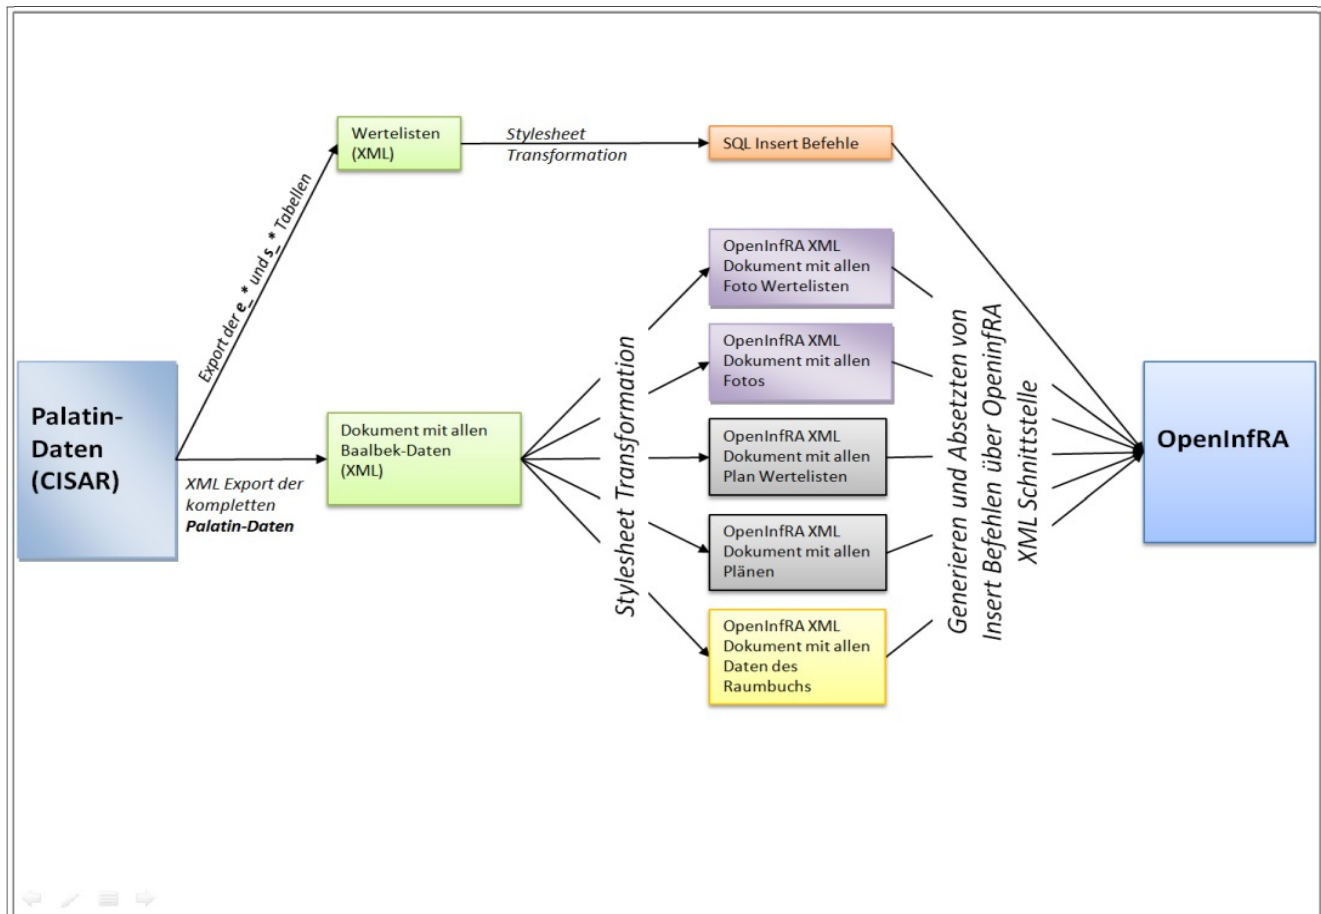 Wertelisten
(XML)
Stylesheet
Transformation
SQL Insert Befehle
Export der e_* und s_* Tabellen
OpenInfRA XML
Dokument mit allen
Foto Wertelisten
OpenInfRA XML
Dokument mit allen
Fotos
Palatin-
Daten
(CISAR)
Dokument mit allen
Baalbek-Daten
(XML)
XML Export der
kompletten
Palatin-Daten
Stylesheet Transformation
OpenInfRA XML
Dokument mit allen
Plan Wertelisten
OpenInfRA XML
Dokument mit allen
Plänen
OpenInfRA XML
Dokument mit allen
Daten des
Raumbuchs
Generieren und Absetzten von
Insert Befehlen über OpeninfRA
XML Schnittstelle
OpenInfRA